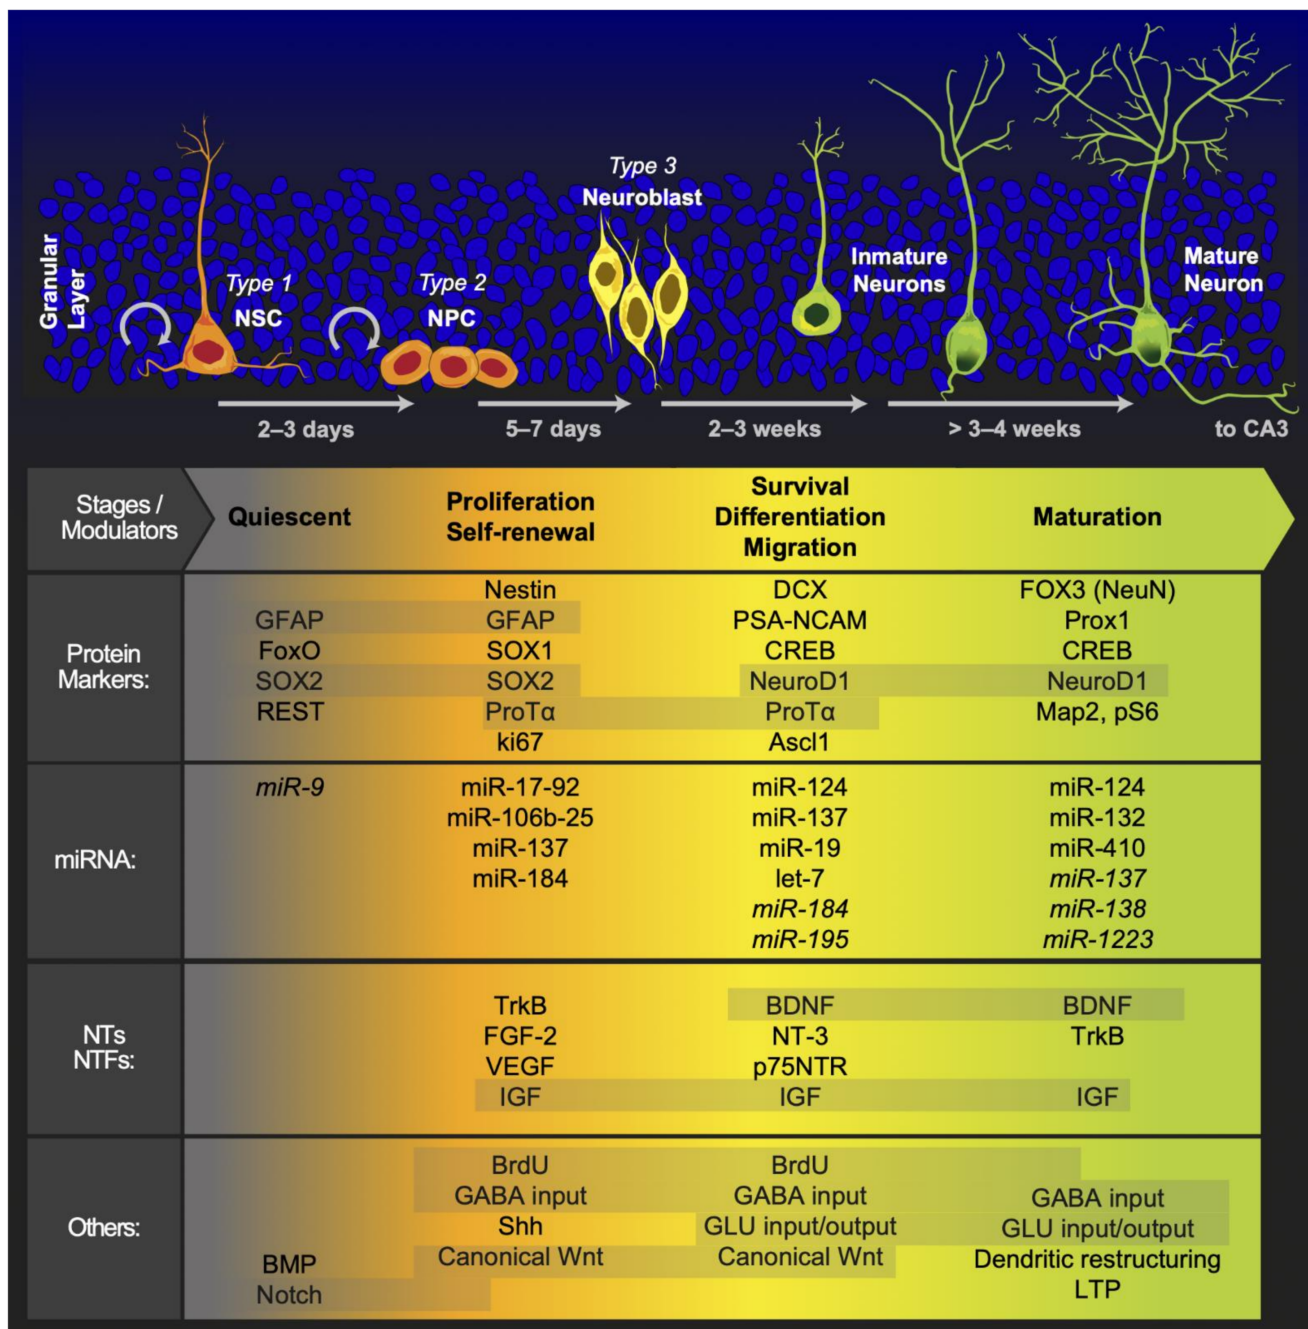 Type 3
Neuroblast
Granular
Layer
Type 1
NSC
Type 2
NPC
Inmature
Neurons
Mature
Neuron
2–3 days
5–7 days
2–3 weeks
> 3–4 weeks
to CA3
Stages /
Modulators
Quiescent
Proliferation
Self-renewal
Survival
Differentiation
Migration
Maturation
Protein
Markers:
GFAP
FoxO
SOX2
REST
Nestin
GFAP
SOX1
SOX2
ProTα
ki67
DCX
PSA-NCAM
CREB
NeuroD1
ProTα
Ascl1
FOX3 (NeuN)
Prox1
CREB
NeuroD1
Map2, pS6
miRNA:
miR-9
miR-17-92
miR-106b-25
miR-137
miR-184
miR-124
miR-137
miR-19
let-7
miR-184
miR-195
miR-124
miR-132
miR-410
miR-137
miR-138
miR-1223
NTs
NTFs:
TrkB
FGF-2
VEGF
IGF
BDNF
NT-3
p75NTR
IGF
BDNF
TrkB
IGF
Others:
BMP
Notch
BrdU
GABA input
Shh
Canonical Wnt
BrdU
GABA input
GLU input/output
Canonical Wnt
GABA input
GLU input/output
Dendritic restructuring
LTP